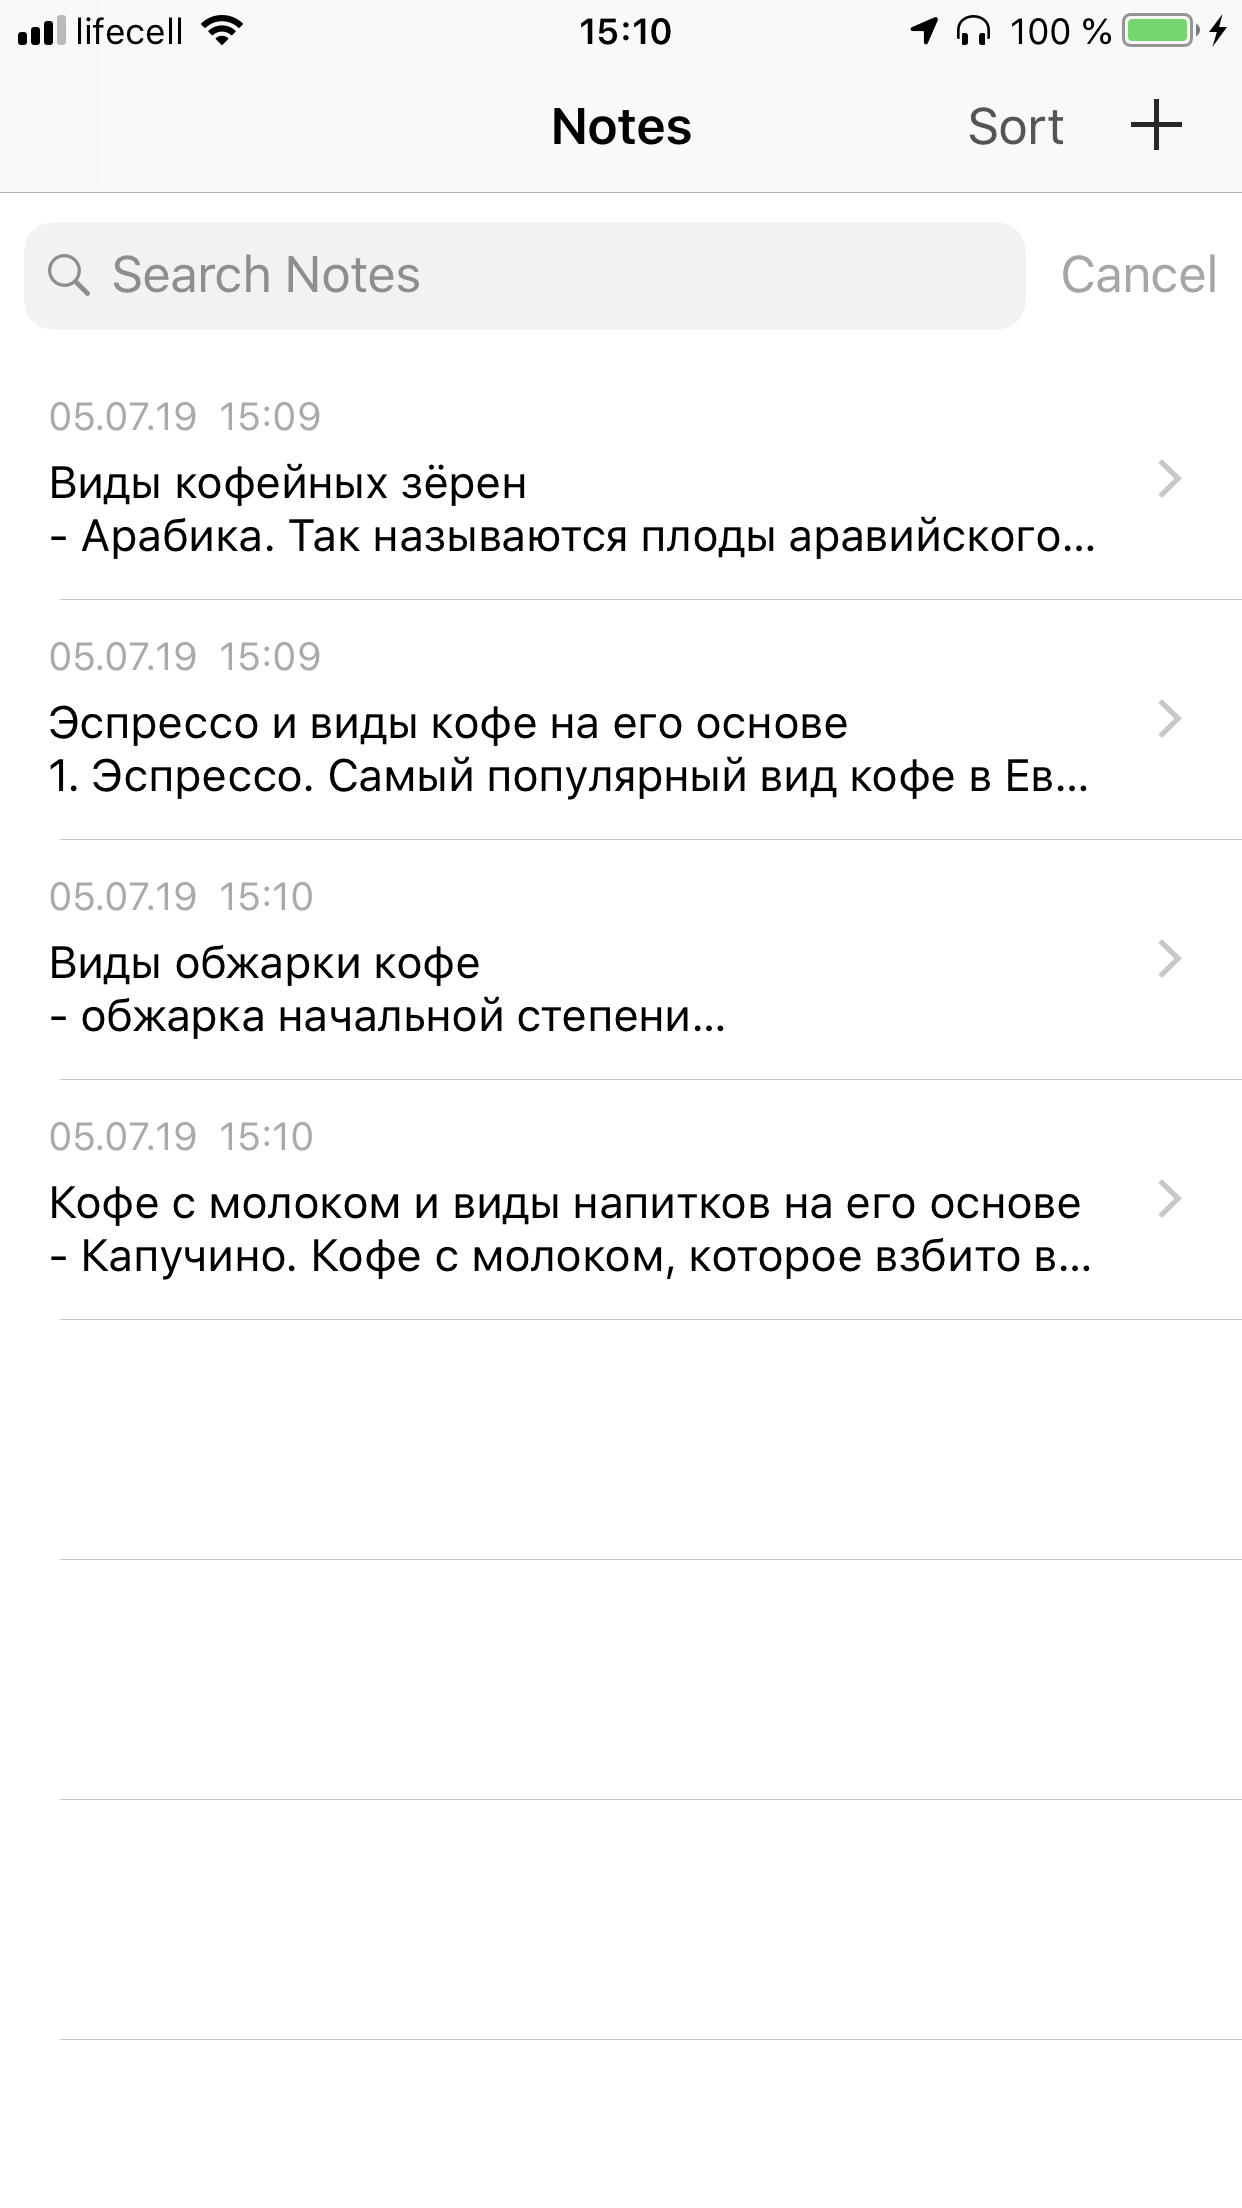 lifecell 15:10 100 %
Notes Sort
Search Notes Cancel
05.07.19 15:09
Виды кофейных зёрен
- Арабика. Так называются плоды аравийского...
05.07.19 15:09
Эспрессо и виды кофе на его основе
1. Эспрессо. Самый популярный вид кофе в Ев...
05.07.19 15:10
Виды обжарки кофе
- обжарка начальной степени...
05.07.19 15:10
Кофе с молоком и виды напитков на его основе
- Капучино. Кофе с молоком, которое взбито в...